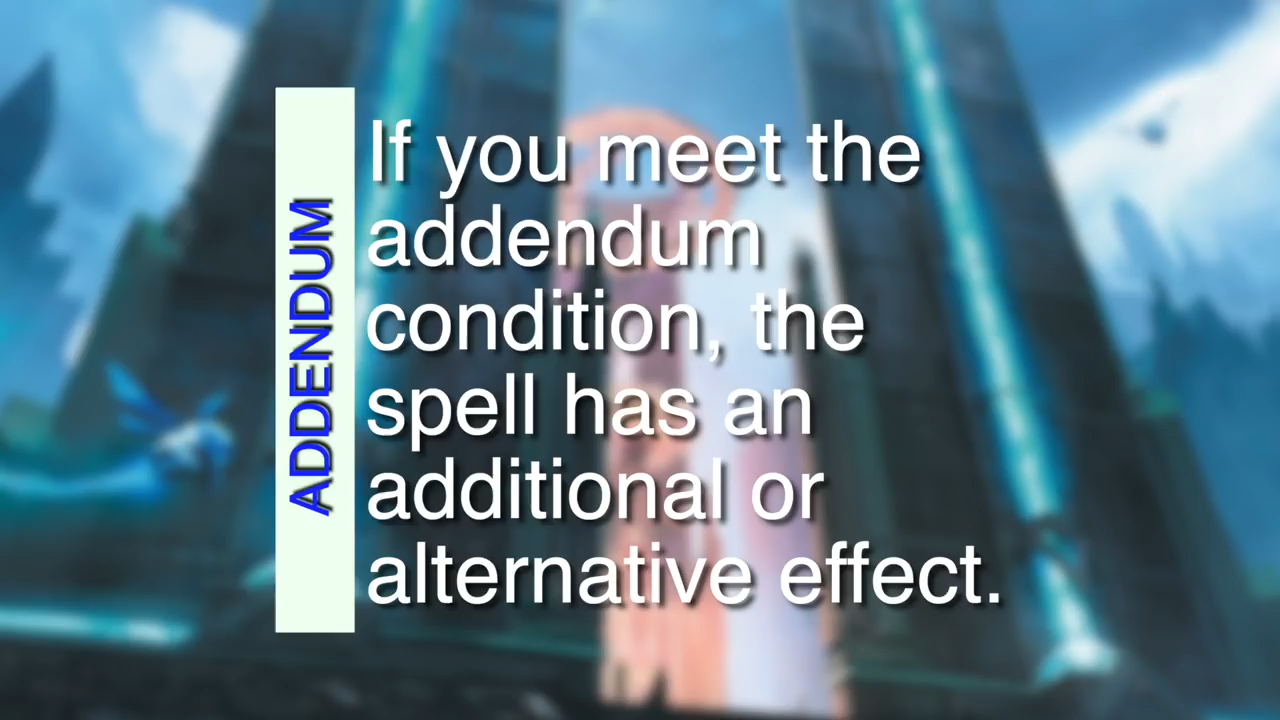 ADDENDUM
If you meet the
addendum
condition, the
spell has an
additional or
alternative effect.